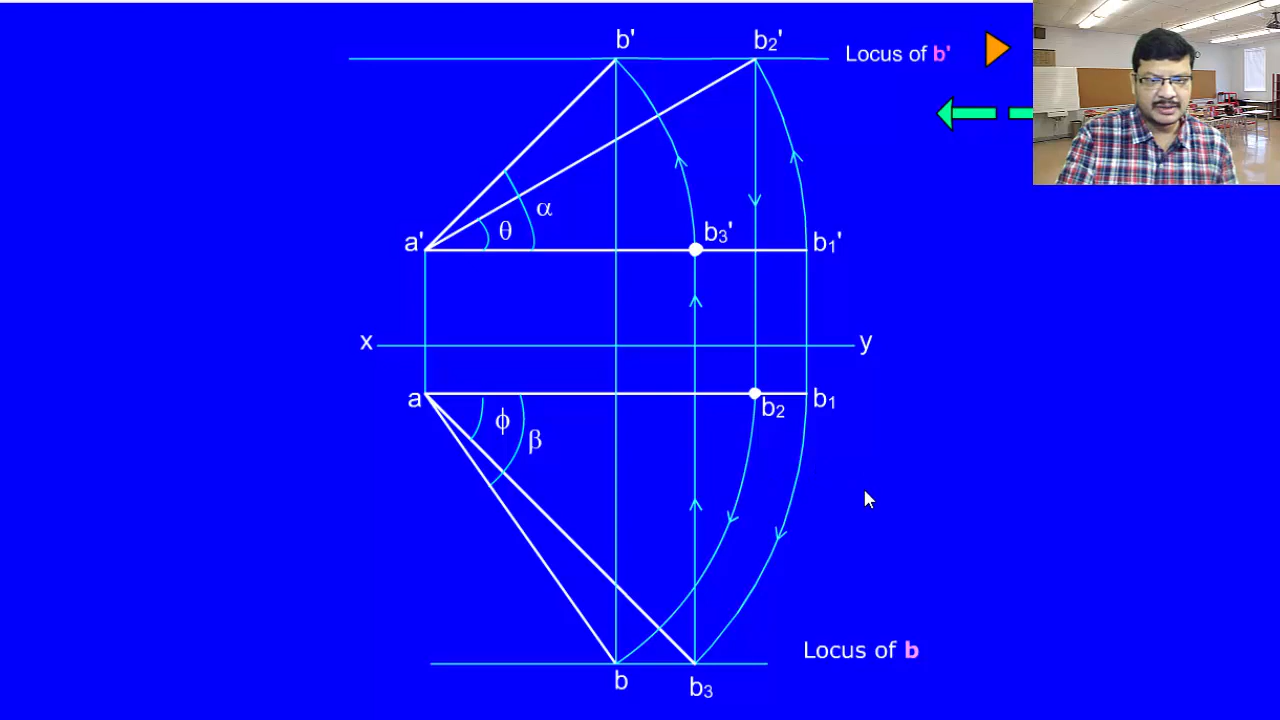 b' b₂' Locus of b'
α
θ
a' b₃' b₁'
x y
a b₂ b₁
ϕ
β
Locus of b
b b₃